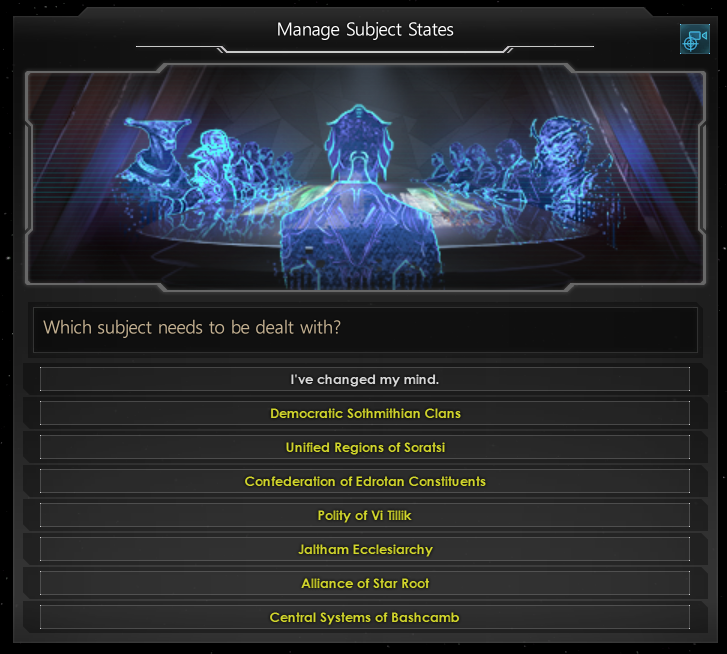 Manage Subject States
Which subject needs to be dealt with?
I've changed my mind.
Democratic Sothmithian Clans
Unified Regions of Soratsi
Confederation of Edrotan Constituents
Polity of Vi Tillik
Jaltham Ecclesiarchy
Alliance of Star Root
Central Systems of Bashcamb